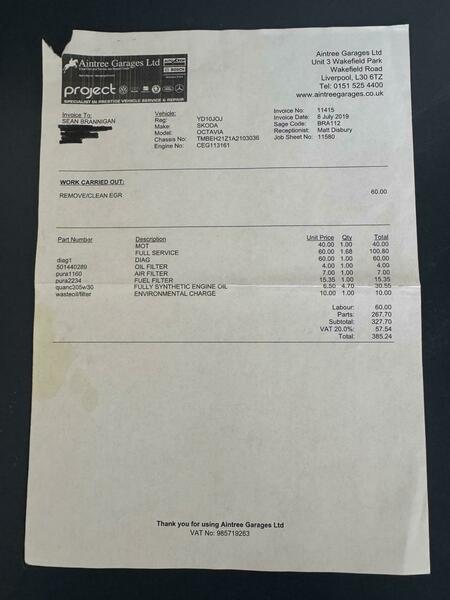 Aintree Garages Ltd
project
SPECIALIST IN PRESTIGE VEHICLE SERVICE & REPAIR
Aintree Garages Ltd
Unit 3 Wakefield Park
Wakefield Road
Liverpool, L30 6TZ
Tel: 0151 525 4400
www.aintreegarages.co.uk
Invoice To:
SEAN BRANNIGAN
Vehicle:
Reg: YD10JOJ
Make: SKODA
Model: OCTAVIA
Chassis No: TMBEH21Z1A2103036
Engine No: CEG113161
Invoice No: 11415
Invoice Date: 8 July 2019
Sage Code: BRA112
Receptionist: Matt Disbury
Job Sheet No: 11580
WORK CARRIED OUT:
REMOVE/CLEAN EGR 60.00
Part Number Description Unit Price Qty Total
MOT 40.00 1.00 40.00
FULL SERVICE 60.00 1.68 100.80
diag1 DIAG 60.00 1.00 60.00
501440289 OIL FILTER 4.00 1.00 4.00
pura1160 AIR FILTER 7.00 1.00 7.00
pura2234 FUEL FILTER 15.35 1.00 15.35
quanc305w30 FULLY SYNTHETIC ENGINE OIL 6.50 4.70 30.55
wasteoil/filter ENVIRONMENTAL CHARGE 10.00 1.00 10.00
Labour: 60.00
Parts: 267.70
Subtotal: 327.70
VAT 20.0%: 57.54
Total: 385.24
Thank you for using Aintree Garages Ltd
VAT No: 985719263